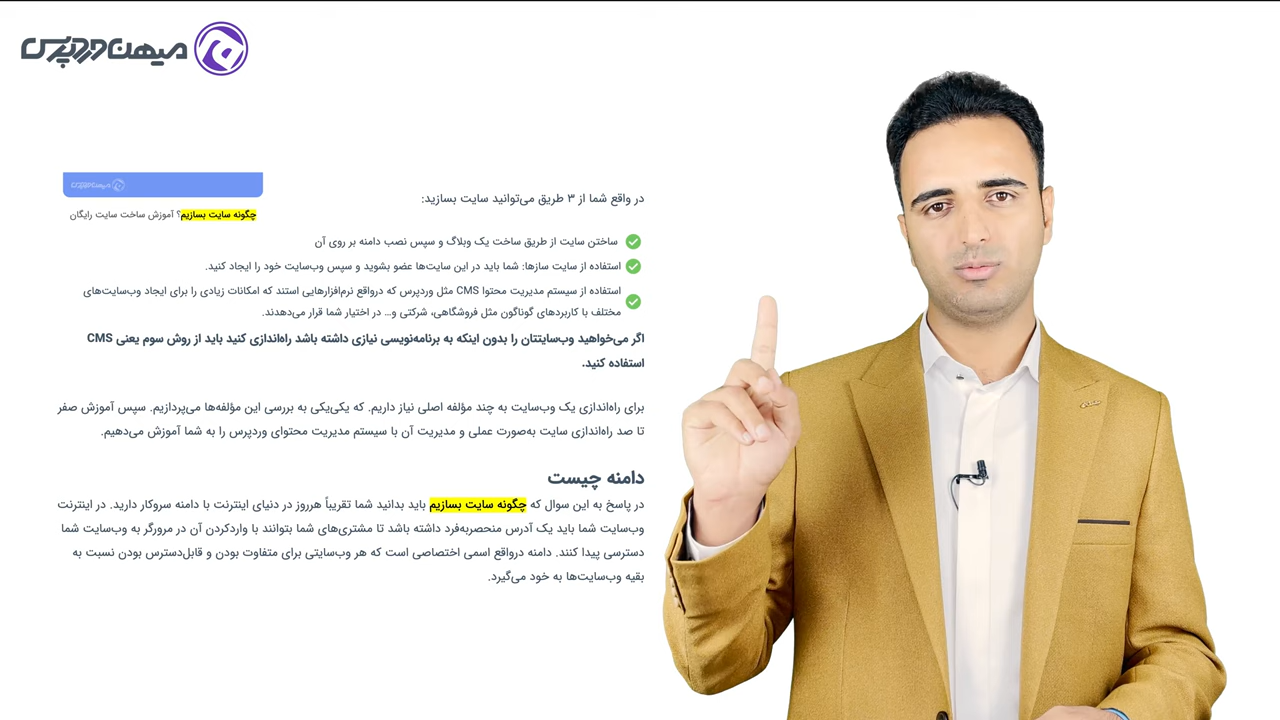 میهن وردپرس
میهن وردپرس
چگونه سایت بسازیم؟ آموزش ساخت سایت رایگان
در واقع شما از ۳ طریق می‌توانید سایت بسازید:
ساختن سایت از طریق ساخت یک وبلاگ و سپس نصب دامنه بر روی آن
استفاده از سایت سازها: شما باید در این سایت‌ها عضو بشوید و سپس وب‌سایت خود را ایجاد کنید.
استفاده از سیستم مدیریت محتوا CMS مثل وردپرس که درواقع نرم‌افزارهایی استند که امکانات زیادی را برای ایجاد وب‌سایت‌های
مختلف با کاربردهای گوناگون مثل فروشگاهی، شرکتی و… در اختیار شما قرار می‌دهند.
اگر می‌خواهید وب‌سایتتان را بدون اینکه به برنامه‌نویسی نیازی داشته باشد راه‌اندازی کنید باید از روش سوم یعنی CMS
استفاده کنید.
برای راه‌اندازی یک وب‌سایت به چند مؤلفه اصلی نیاز داریم. که یکی‌یکی به بررسی این مؤلفه‌ها می‌پردازیم. سپس آموزش صفر
تا صد راه‌اندازی سایت به‌صورت عملی و مدیریت آن با سیستم مدیریت محتوای وردپرس را به شما آموزش می‌دهیم.
دامنه چیست
در پاسخ به این سوال که چگونه سایت بسازیم باید بدانید شما تقریباً هرروز در دنیای اینترنت با دامنه سروکار دارید. در اینترنت
وب‌سایت شما باید یک آدرس منحصربه‌فرد داشته باشد تا مشتری‌های شما بتوانند با واردکردن آن در مرورگر به وب‌سایت شما
دسترسی پیدا کنند. دامنه درواقع اسمی اختصاصی است که هر وب‌سایتی برای متفاوت بودن و قابل‌دسترس بودن نسبت به
بقیه وب‌سایت‌ها به خود می‌گیرد.